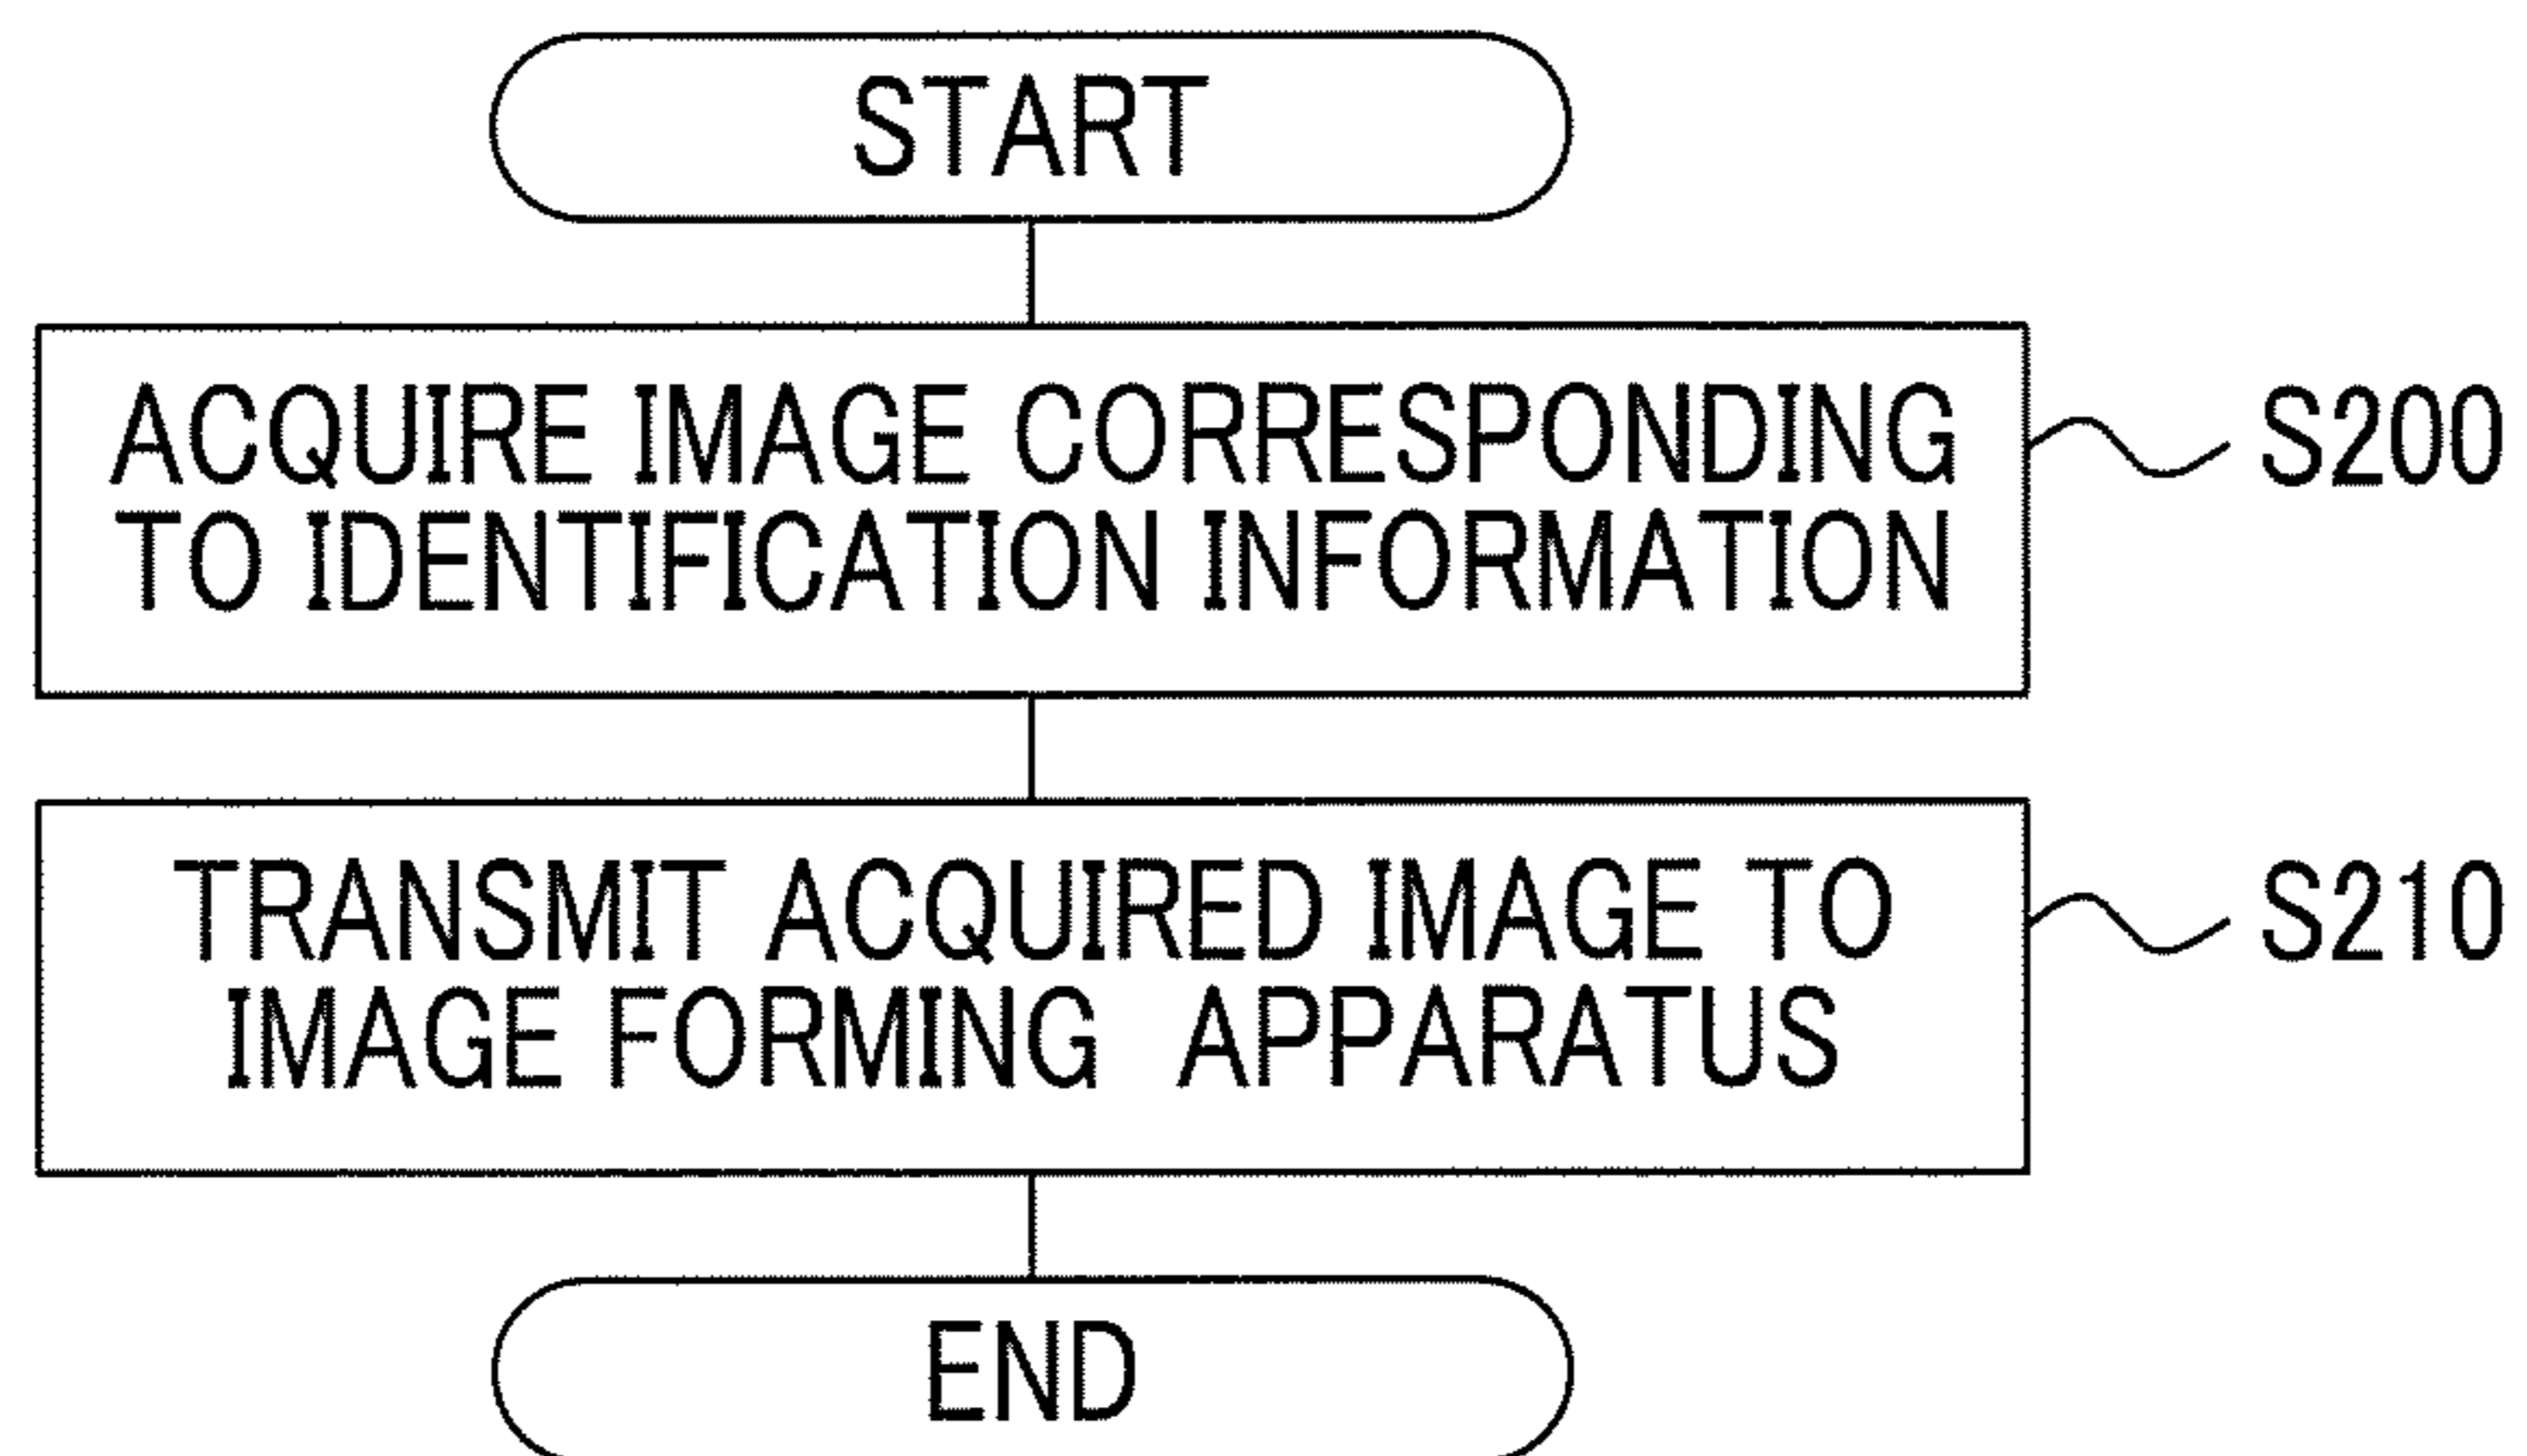 START
ACQUIRE IMAGE CORRESPONDING
TO IDENTIFICATION INFORMATION
S200
TRANSMIT ACQUIRED IMAGE TO
IMAGE FORMING APPARATUS
S210
END